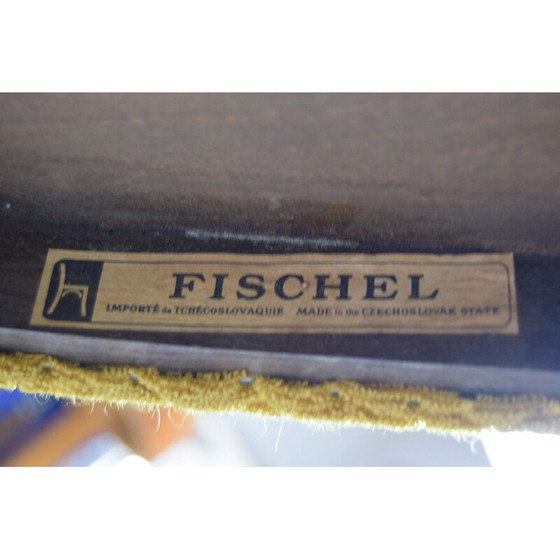 FISCHEL
IMPORTÉ de TCHÉCOSLOVAQUIE MADE in the CZECHOSLOVAK STATE